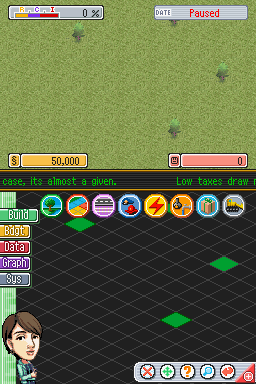 R, C, I 0 %
DATE Paused
$ 50,000
0
case, its almost a given. Low taxes draw
Build
Bdgt
Data
Graph
Sys